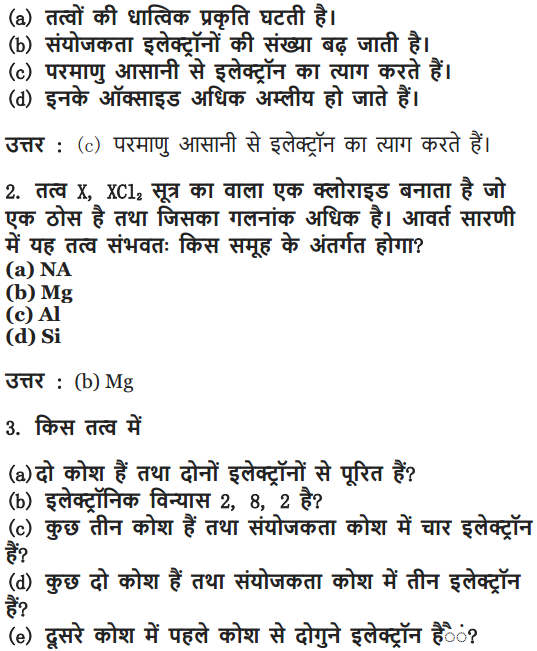 (a) तत्वों की धात्विक प्रकृति घटती है।
(b) संयोजकता इलेक्ट्रॉनों की संख्या बढ़ जाती है।
(c) परमाणु आसानी से इलेक्ट्रॉन का त्याग करते हैं।
(d) इनके ऑक्साइड अधिक अम्लीय हो जाते हैं।
उत्तर : (c) परमाणु आसानी से इलेक्ट्रॉन का त्याग करते हैं।
2. तत्व X, XCl₂ सूत्र का वाला एक क्लोराइड बनाता है जो
एक ठोस है तथा जिसका गलनांक अधिक है। आवर्त सारणी
में यह तत्व संभवतः किस समूह के अंतर्गत होगा?
(a) NA
(b) Mg
(c) Al
(d) Si
उत्तर : (b) Mg
3. किस तत्व में
(a)दो कोश हैं तथा दोनों इलेक्ट्रॉनों से पूरित हैं?
(b) इलेक्ट्रॉनिक विन्यास 2, 8, 2 है?
(c) कुछ तीन कोश हैं तथा संयोजकता कोश में चार इलेक्ट्रॉन
हैं?
(d) कुछ दो कोश हैं तथा संयोजकता कोश में तीन इलेक्ट्रॉन
हैं?
(e) दूसरे कोश में पहले कोश से दोगुने इलेक्ट्रॉन हैंैं?